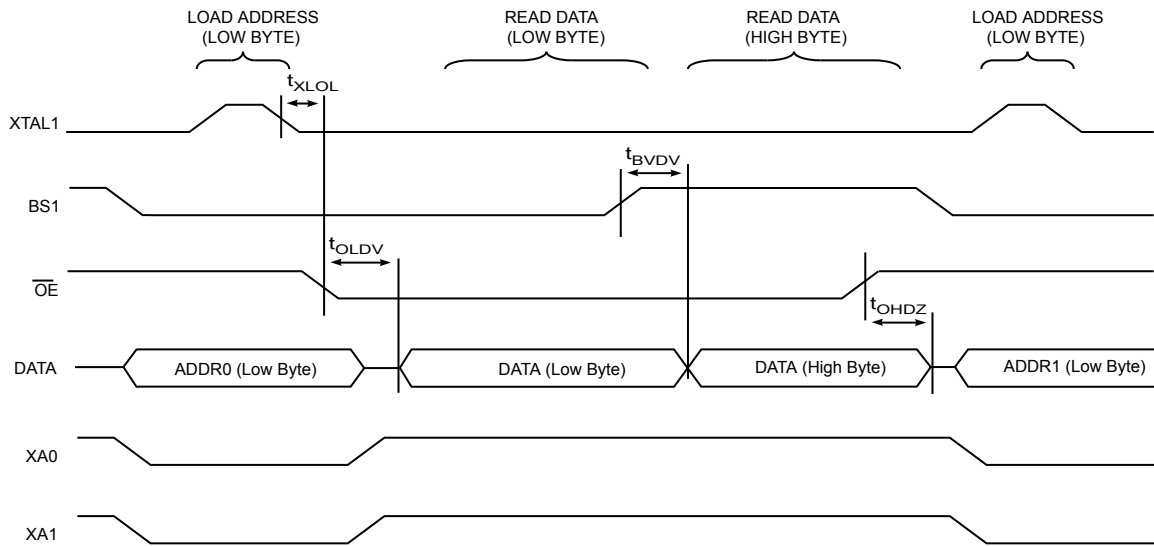 LOAD ADDRESS
(LOW BYTE)
READ DATA
(LOW BYTE)
READ DATA
(HIGH BYTE)
LOAD ADDRESS
(LOW BYTE)
tXLOL
XTAL1
tBVDV
BS1
tOLDV
OE
tOHDZ
DATA
ADDR0 (Low Byte)
DATA (Low Byte)
DATA (High Byte)
ADDR1 (Low Byte)
XA0
XA1